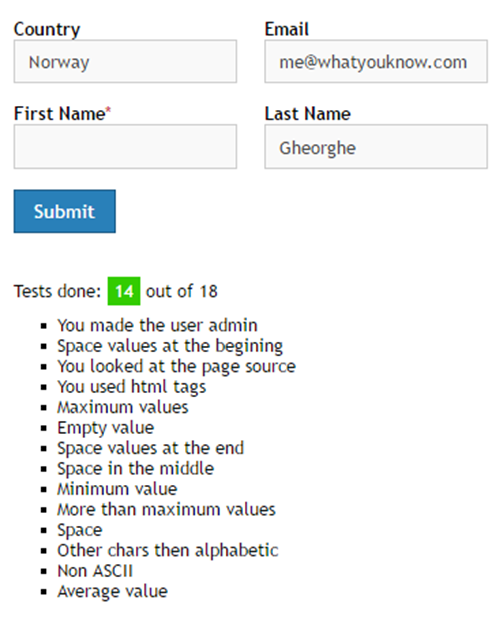 Country Email
Norway me@whatyouknow.com
First Name* Last Name
Gheorghe
Submit
Tests done: 14 out of 18
You made the user admin
Space values at the begining
You looked at the page source
You used html tags
Maximum values
Empty value
Space values at the end
Space in the middle
Minimum value
More than maximum values
Space
Other chars then alphabetic
Non ASCII
Average value